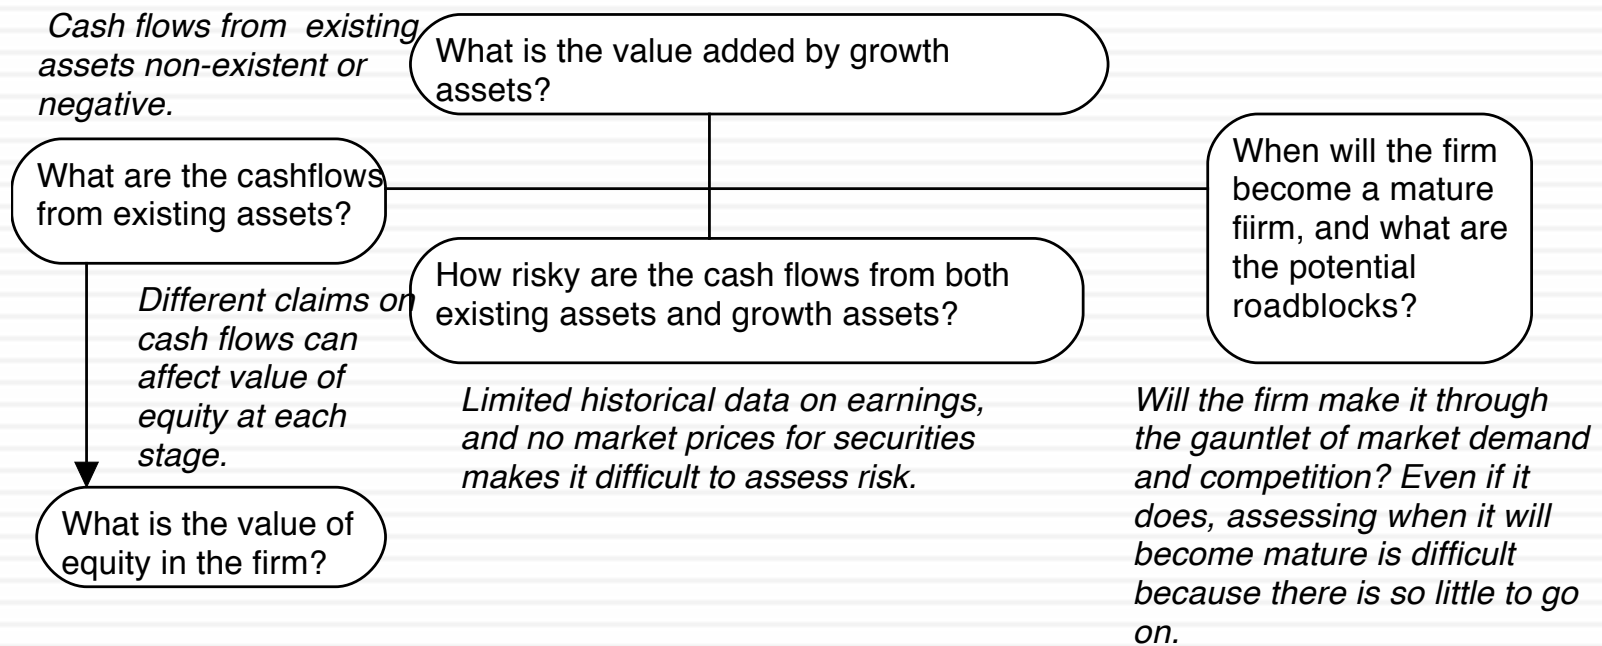 Cash flows from  existing
assets non-existent or
negative.
What is the value added by growth
assets?
What are the cashflows
from existing assets?
When will the firm
become a mature
fiirm, and what are
the potential
roadblocks?
How risky are the cash flows from both
existing assets and growth assets?
Different claims on
cash flows can
affect value of
equity at each
stage.
Limited historical data on earnings,
and no market prices for securities
makes it difficult to assess risk.
Will the firm make it through
the gauntlet of market demand
and competition? Even if it
does, assessing when it will
become mature is difficult
because there is so little to go
on.
What is the value of
equity in the firm?